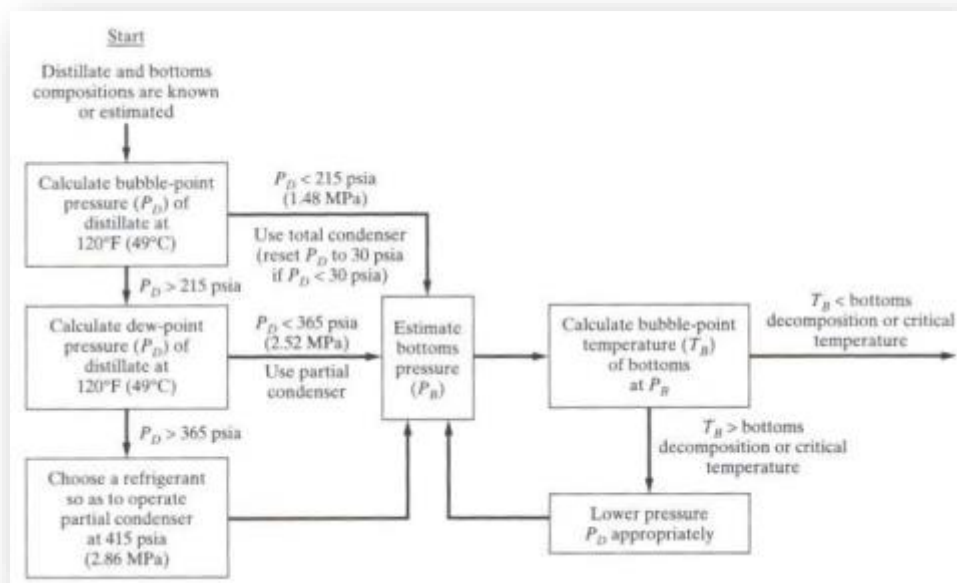 Start
Distillate and bottoms
compositions are known
or estimated
Calculate bubble-point
pressure (P_D) of
distillate at
120°F (49°C)
P_D < 215 psia
(1.48 MPa)
Use total condenser
(reset P_D to 30 psia
if P_D < 30 psia)
P_D > 215 psia
Calculate dew-point
pressure (P_D) of
distillate at
120°F (49°C)
P_D < 365 psia
(2.52 MPa)
Use partial
condenser
P_D > 365 psia
Choose a refrigerant
so as to operate
partial condenser
at 415 psia
(2.86 MPa)
Estimate
bottoms
pressure
(P_B)
Calculate bubble-point
temperature (T_B)
of bottoms
at P_B
T_B < bottoms
decomposition or critical
temperature
T_B > bottoms
decomposition or critical
temperature
Lower pressure
P_D appropriately